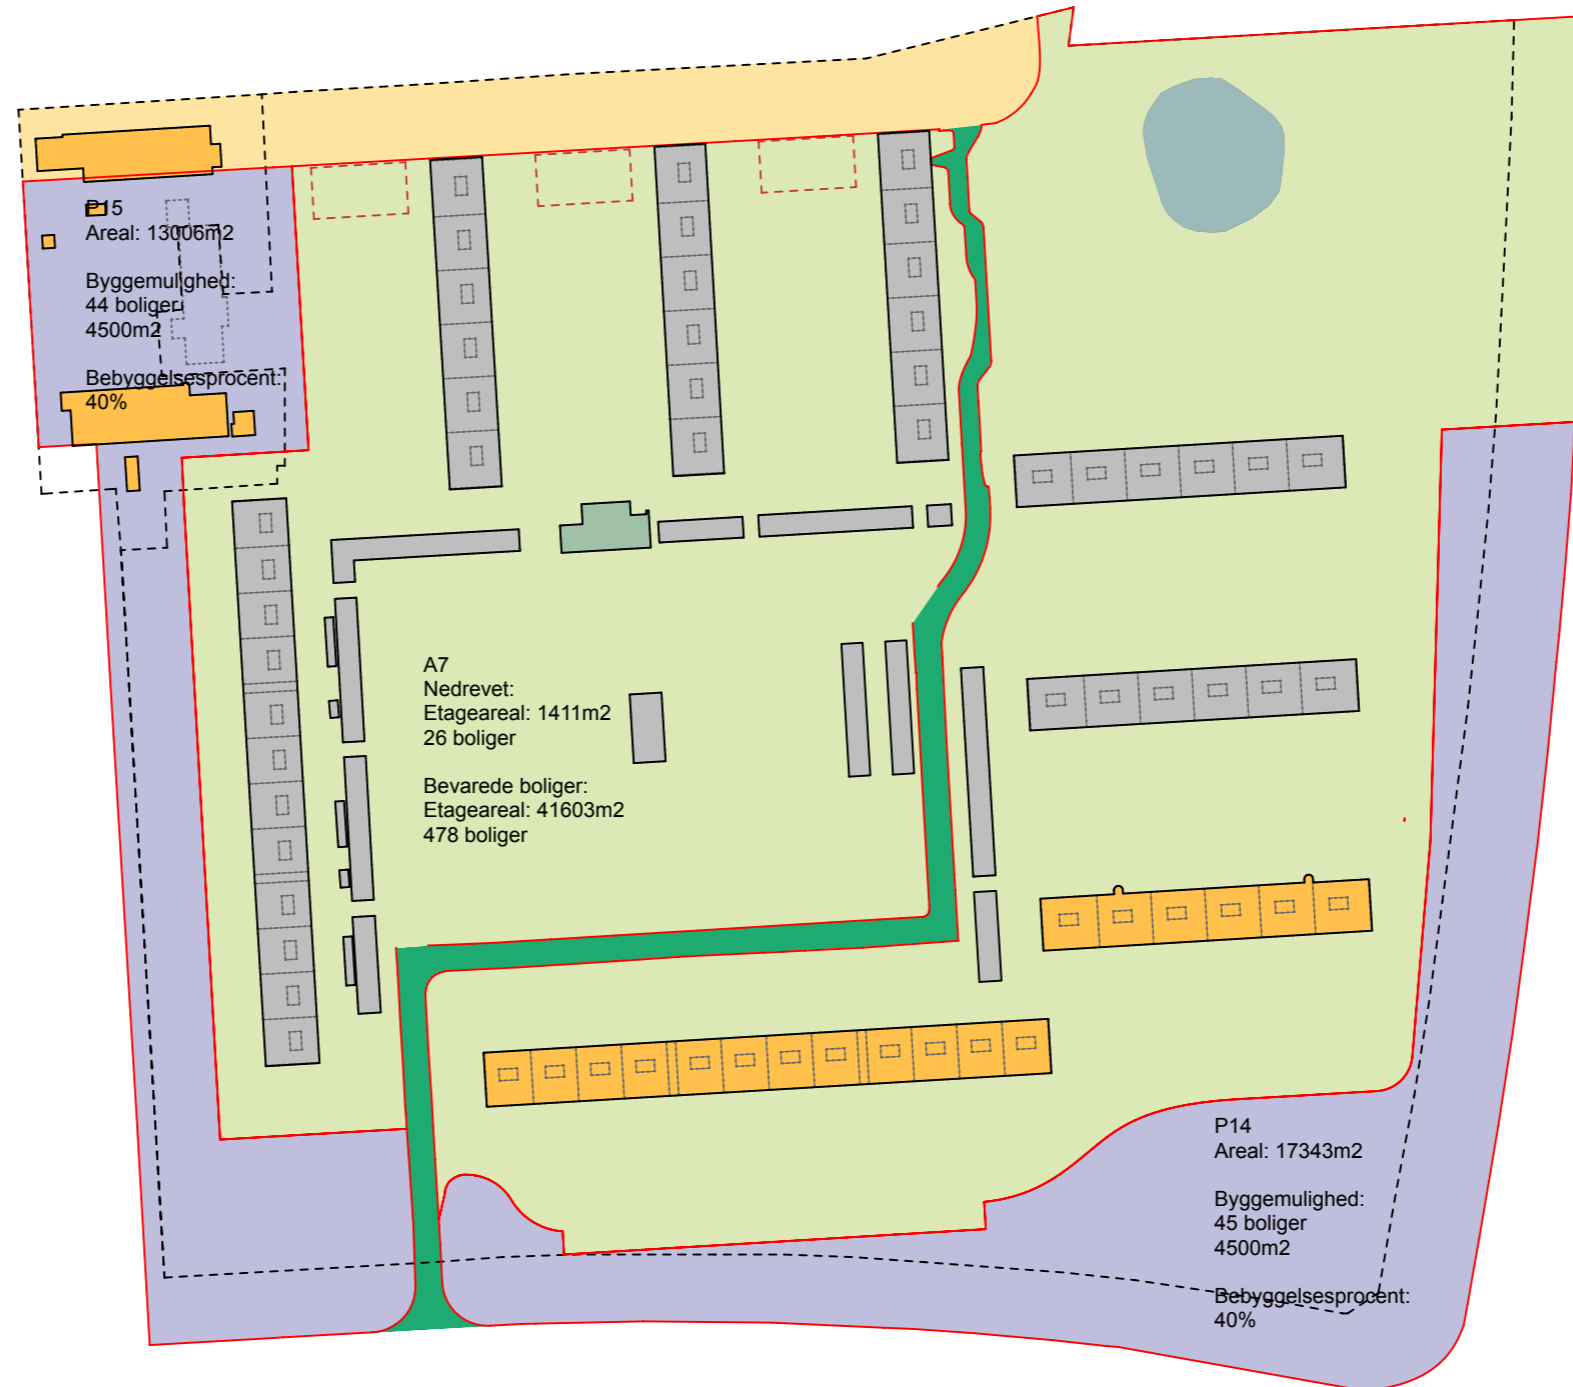 P15
Areal: 13006m2
Byggemulighed:
44 boliger
4500m2
Bebyggelsesprocent:
40%
A7
Nedrevet:
Etageareal: 1411m2
26 boliger
Bevarede boliger:
Etageareal: 41603m2
478 boliger
P14
Areal: 17343m2
Byggemulighed:
45 boliger
4500m2
Bebyggelsesprocent:
40%